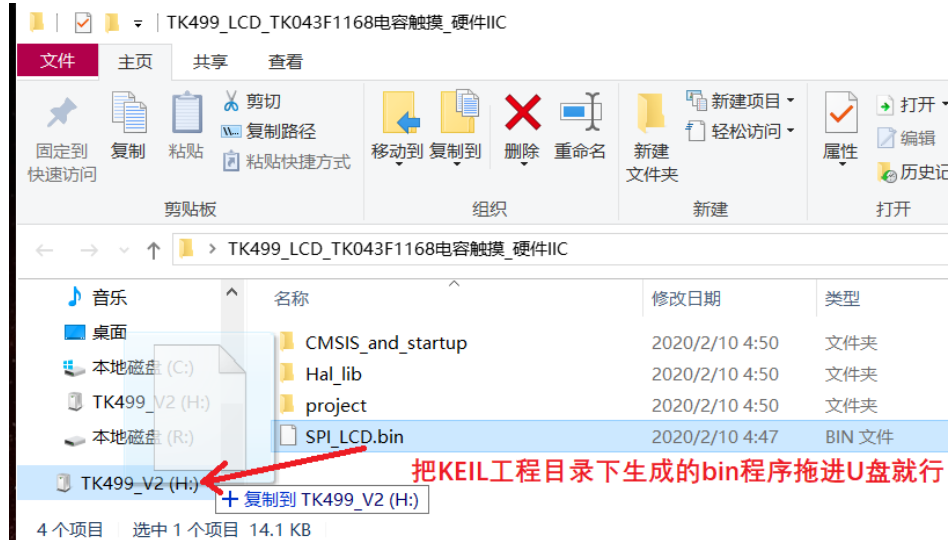 TK499_LCD_TK043F1168电容触摸_硬件IIC
文件 主页 共享 查看
固定到
快速访问
复制
粘贴
剪切
复制路径
粘贴快捷方式
剪贴板
移动到
复制到
删除
重命名
组织
新建
文件夹
新建项目
轻松访问
新建
属性
打开
编辑
历史记
打开
TK499_LCD_TK043F1168电容触摸_硬件IIC
音乐
桌面
本地磁盘 (C:)
TK499_V2 (H:)
本地磁盘 (R:)
TK499_V2 (H:)
名称 修改日期 类型
CMSIS_and_startup 2020/2/10 4:50 文件夹
Hal_lib 2020/2/10 4:50 文件夹
project 2020/2/10 4:50 文件夹
SPI_LCD.bin 2020/2/10 4:47 BIN 文件
把KEIL工程目录下生成的bin程序拖进U盘就行
复制到 TK499_V2 (H:)
4 个项目 选中 1 个项目 14.1 KB